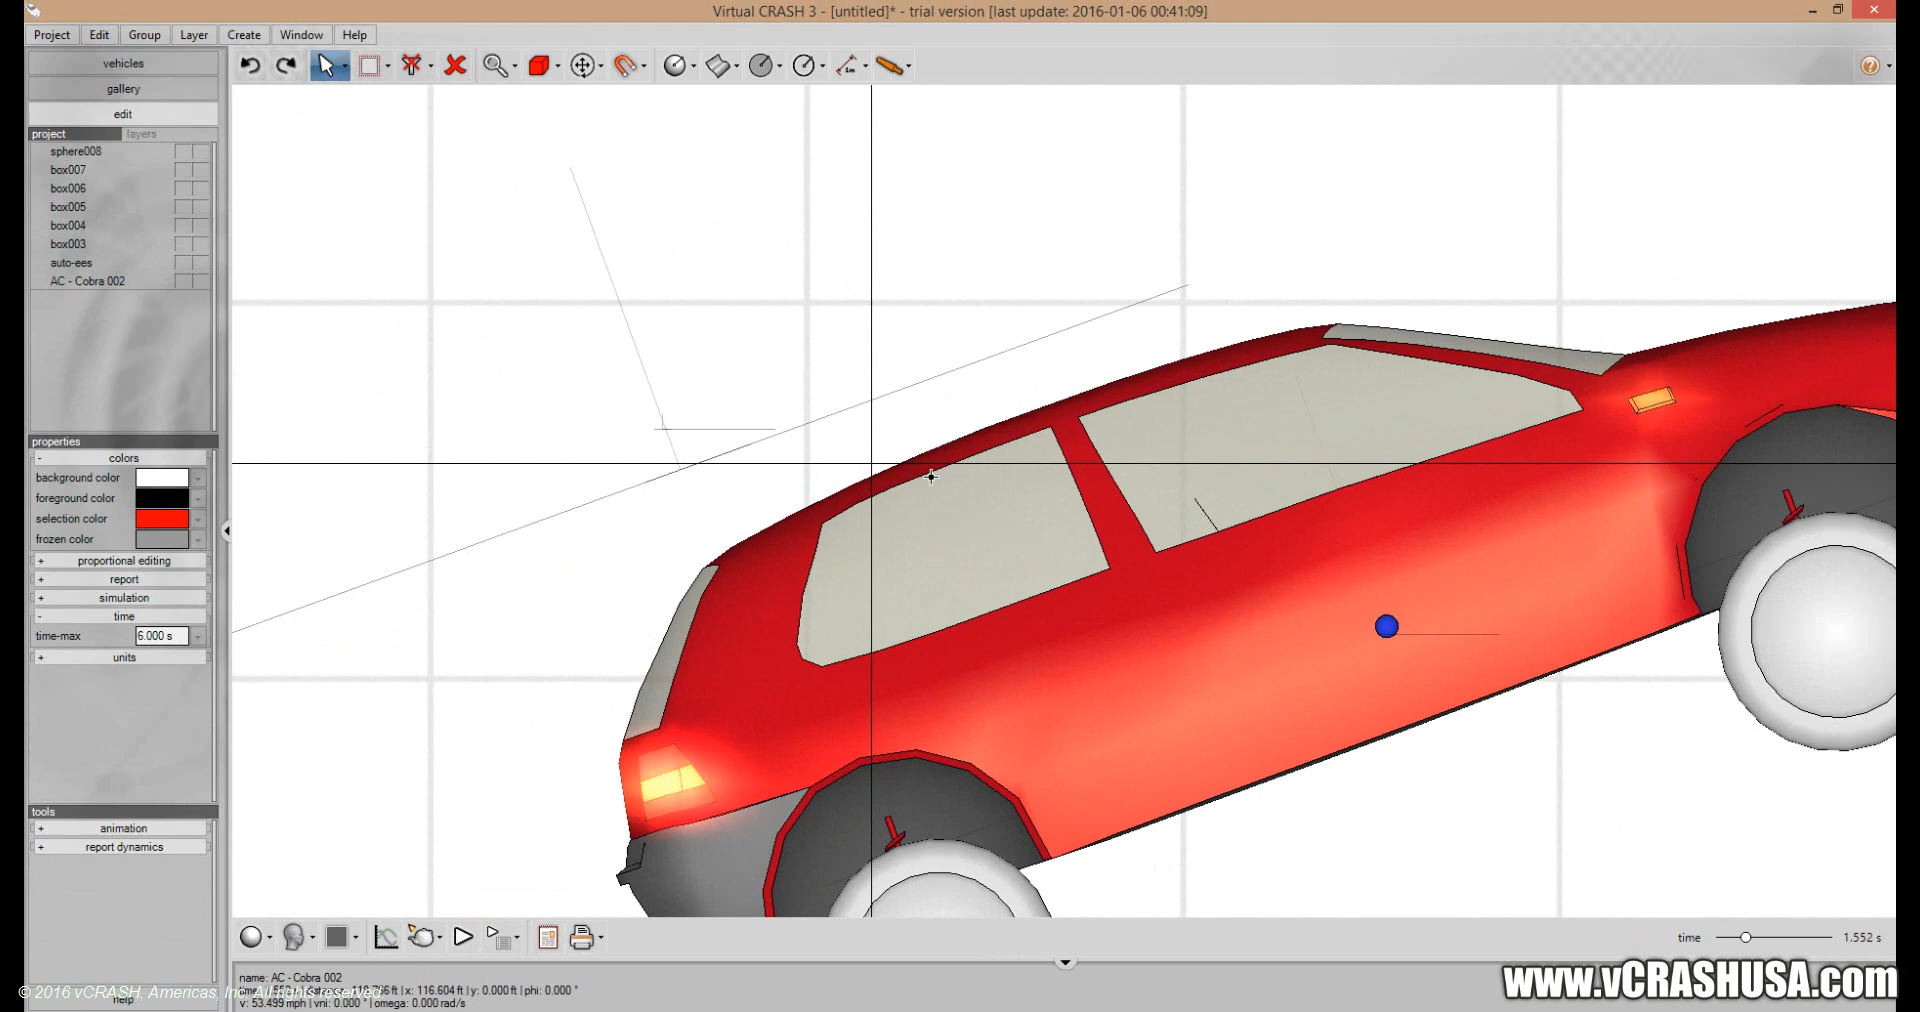 Virtual CRASH 3 - [untitled]* - trial version [last update: 2016-01-06 00:41:09]
Project Edit Group Layer Create Window Help
vehicles
gallery
edit
project layers
sphere008
box007
box006
box005
box004
box003
auto-ees
AC - Cobra 002
properties
- colors
background color
foreground color
selection color
frozen color
+ proportional editing
+ report
+ simulation
- time
time-max 6.000 s
+ units
tools
+ animation
+ report dynamics
help
1m
time 1.552 s
name: AC - Cobra 002
ft | x: 116.604 ft | y: 0.000 ft | phi: 0.000 °
v: 53.499 mph | vni: 0.000 ° | omega: 0.000 rad/s
© 2016 vCRASH, Americas, Inc. All rights reserved
www.vCRASHUSA.com